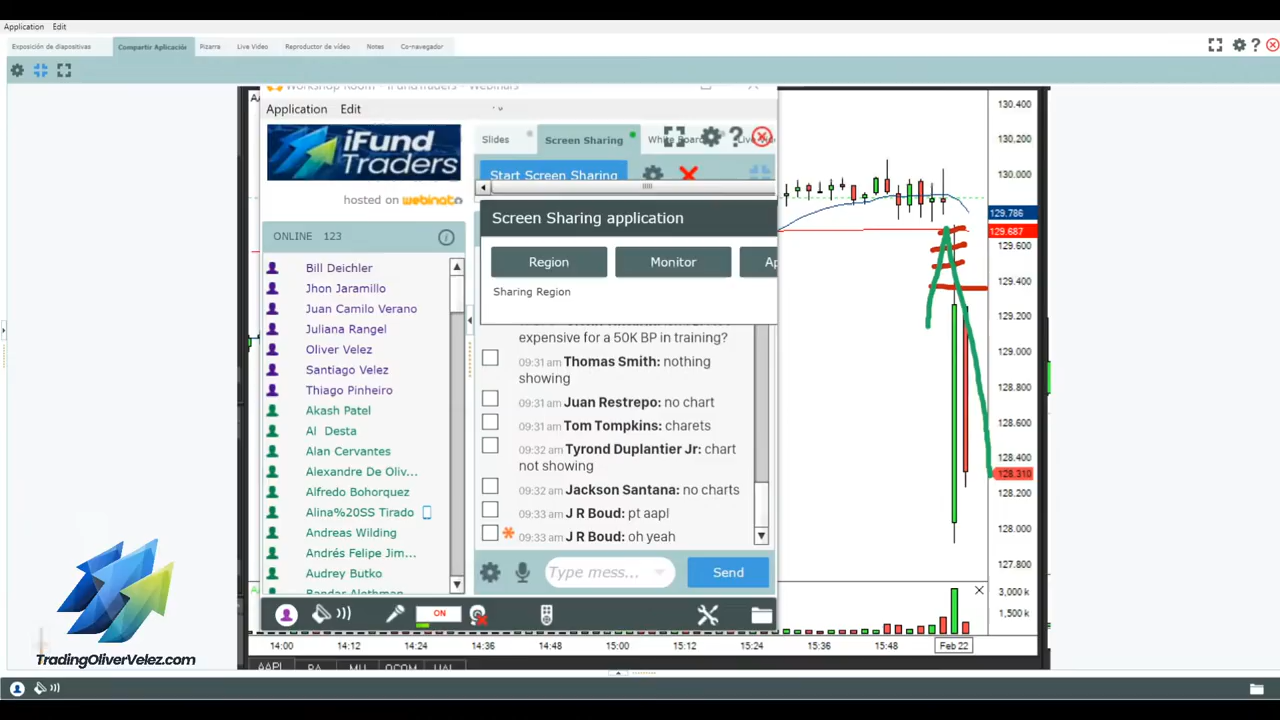 Application Edit
Exposición de diapositivas Compartir Aplicación Pizarra Live Video Reproductor de vídeo Notes Co-navegador
Application Edit
iFund
Traders
hosted on webinato
Slides Screen Sharing
Start Screen Sharing
Screen Sharing application
Region Monitor
Sharing Region
ONLINE 123
Bill Deichler
Jhon Jaramillo
Juan Camilo Verano
Juliana Rangel
Oliver Velez
Santiago Velez
Thiago Pinheiro
Akash Patel
Al Desta
Alan Cervantes
Alexandre De Oliv...
Alfredo Bohorquez
Alina%20SS Tirado
Andreas Wilding
Andrés Felipe Jim...
Audrey Butko
expensive for a 50K BP in training?
09:31 am Thomas Smith: nothing
showing
09:31 am Juan Restrepo: no chart
09:31 am Tom Tompkins: charets
09:32 am Tyrond Duplantier Jr: chart
not showing
09:32 am Jackson Santana: no charts
09:33 am J R Boud: pt aapl
09:33 am J R Boud: oh yeah
Type mess... Send
ON
130.400
130.200
130.000
129.786
129.687
129.600
129.400
129.200
129.000
128.800
128.600
128.400
128.310
128.200
128.000
127.800
3,000 k
1,500 k
14:00 14:12 14:24 14:36 14:48 15:00 15:12 15:24 15:36 15:48 Feb 22
AAPL BA MU QCOM UAL
TradingOliverVelez.com